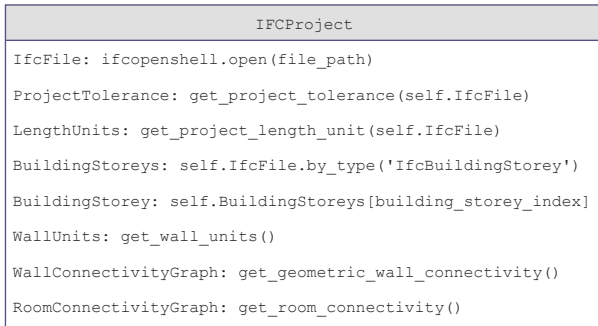 IFCProject
IfcFile: ifcopenshell.open(file_path)
ProjectTolerance: get_project_tolerance(self.IfcFile)
LengthUnits: get_project_length_unit(self.IfcFile)
BuildingStoreys: self.IfcFile.by_type('IfcBuildingStorey')
BuildingStorey: self.BuildingStoreys[building_storey_index]
WallUnits: get_wall_units()
WallConnectivityGraph: get_geometric_wall_connectivity()
RoomConnectivityGraph: get_room_connectivity()